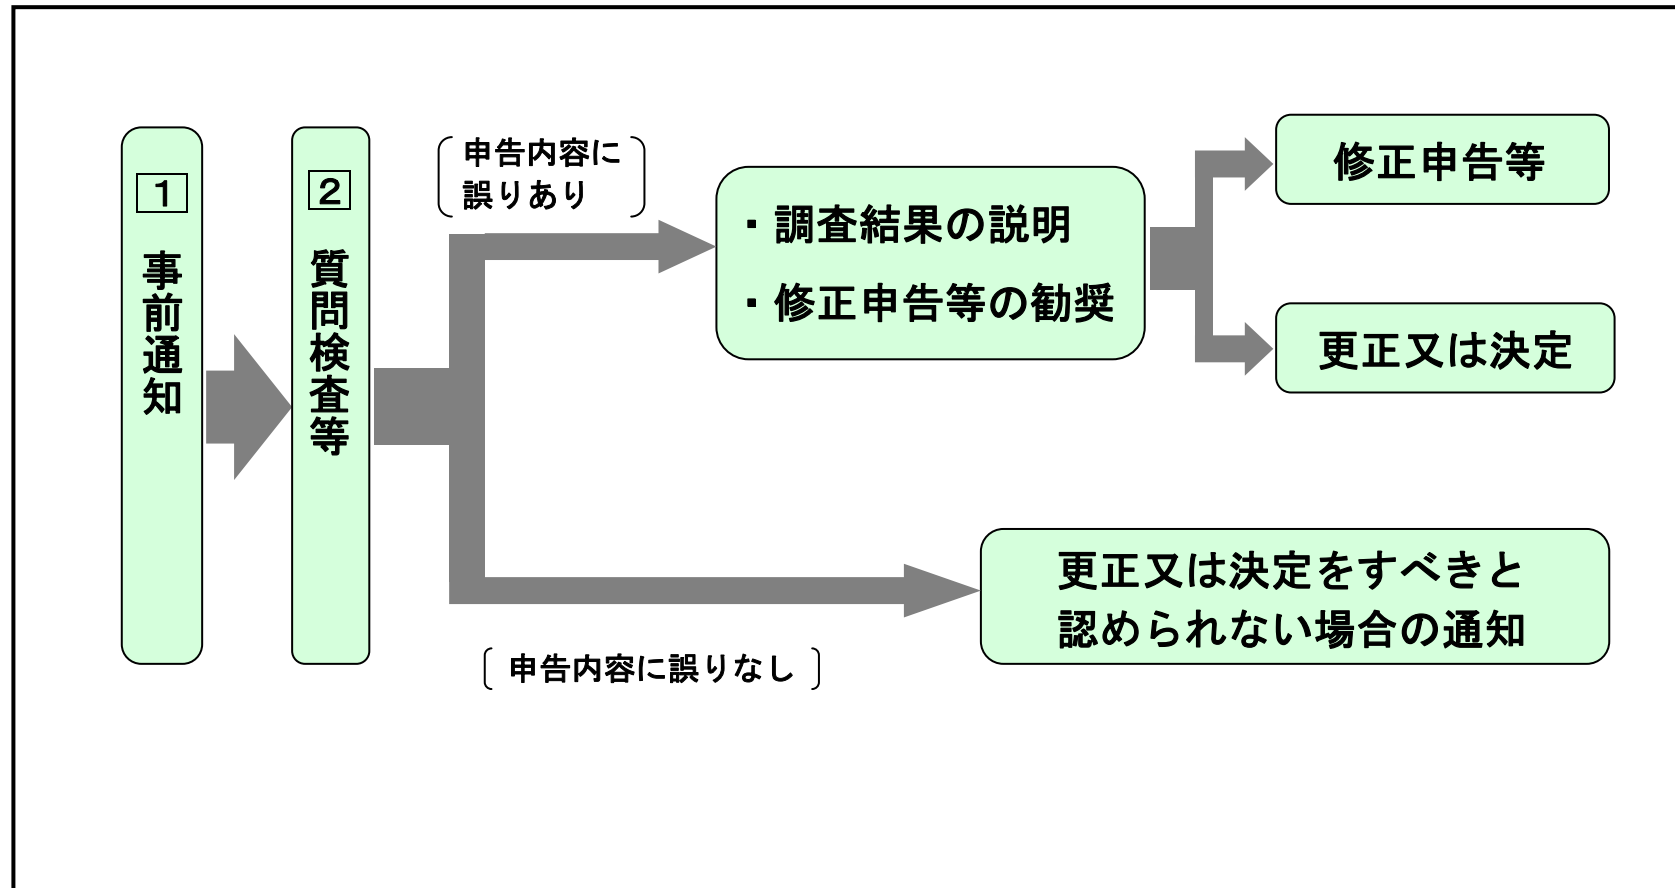 １
事前通知
２
質問検査等
申告内容に
誤りあり
・調査結果の説明
・修正申告等の勧奨
修正申告等
更正又は決定
更正又は決定をすべきと
認められない場合の通知
申告内容に誤りなし